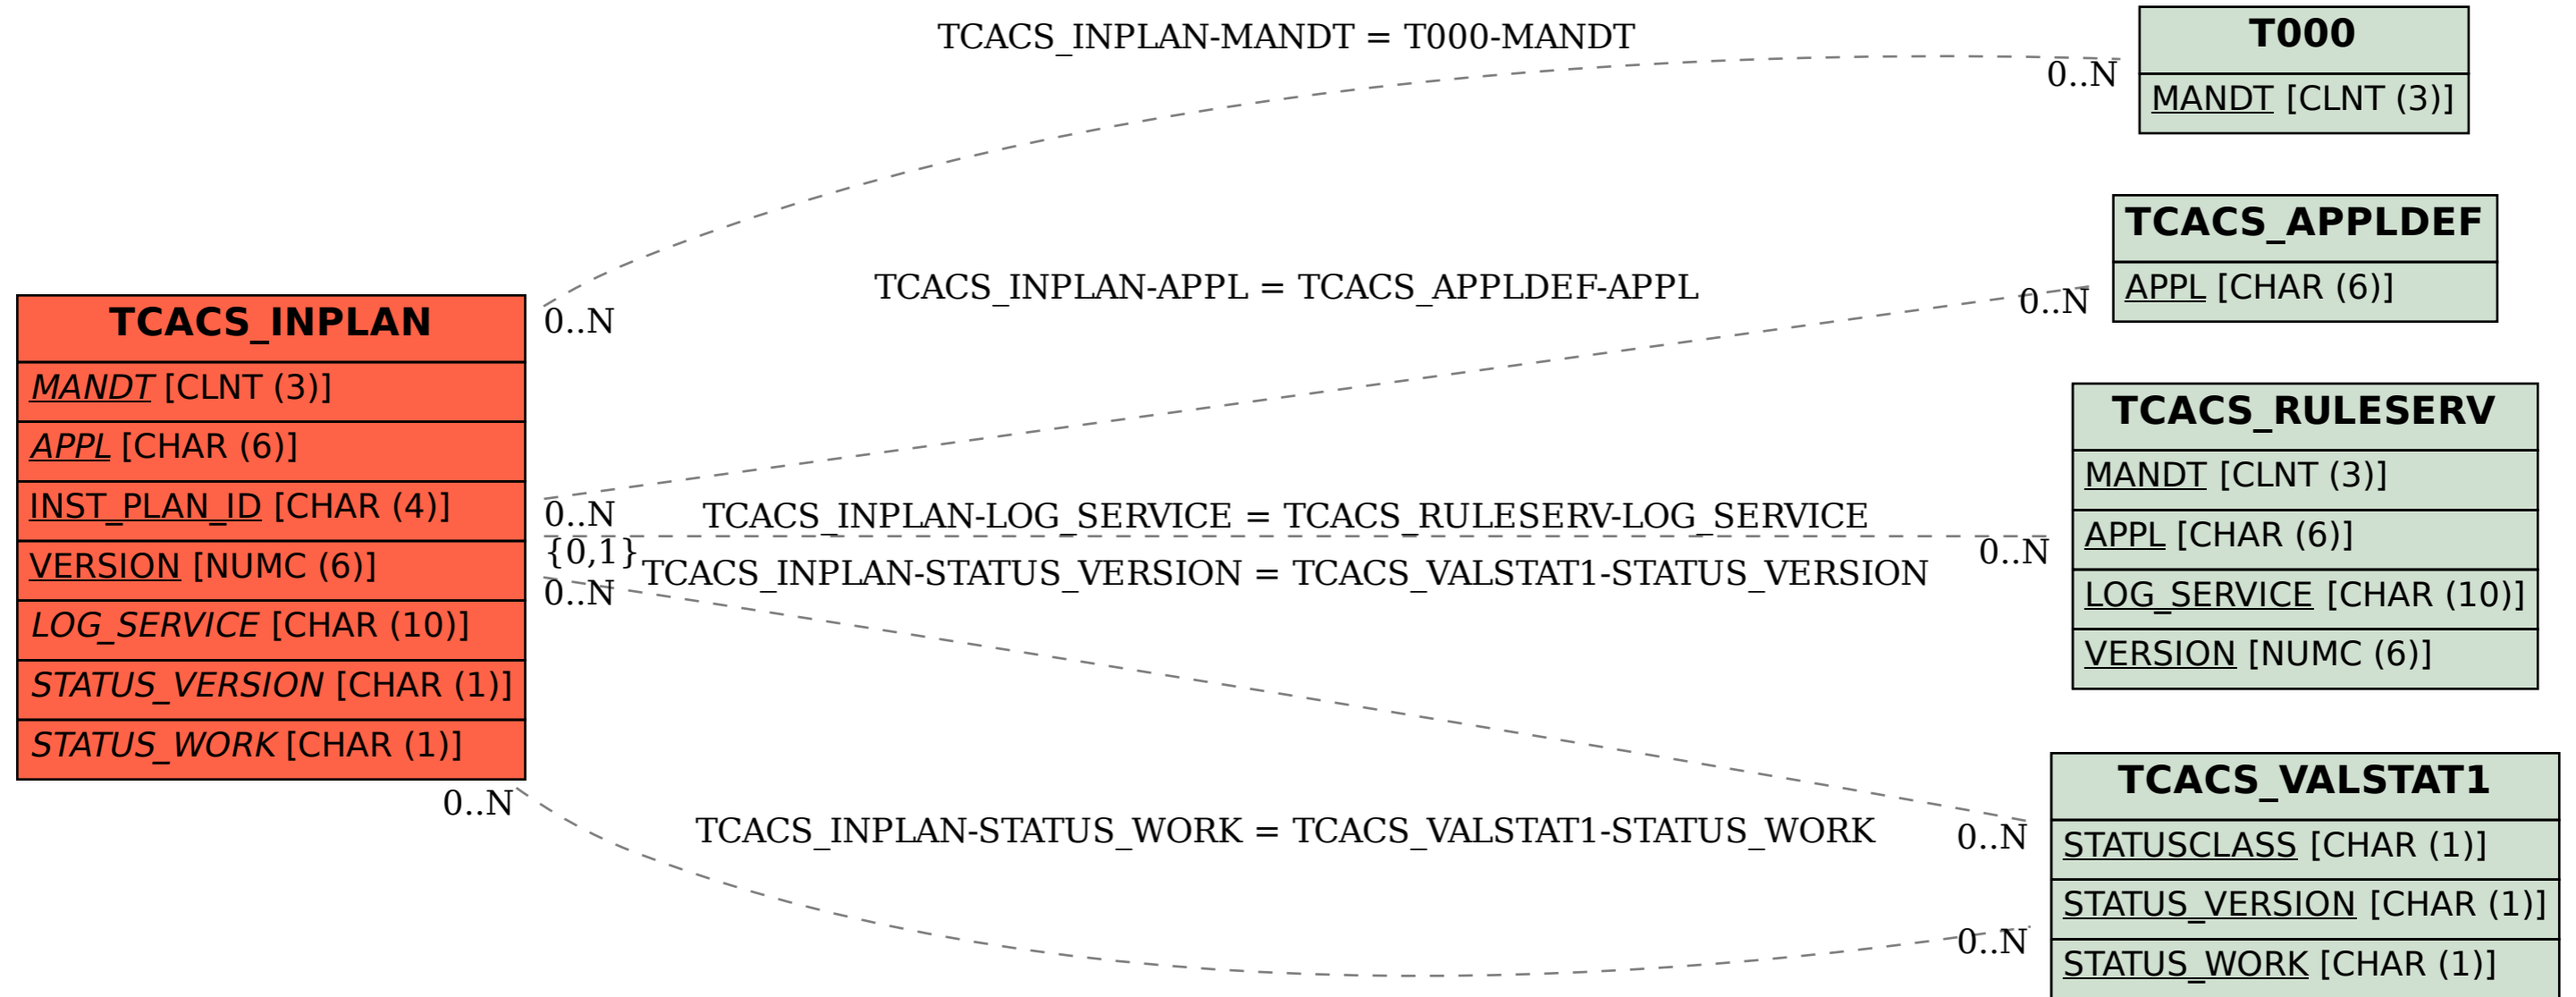 TCACS_INPLAN-MANDT = T000-MANDT
0..N
0..N
T000
MANDT [CLNT (3)]
TCACS_INPLAN-APPL = TCACS_APPLDEF-APPL
0..N
0..N
TCACS_APPLDEF
APPL [CHAR (6)]
TCACS_INPLAN
MANDT [CLNT (3)]
APPL [CHAR (6)]
INST_PLAN_ID [CHAR (4)]
VERSION [NUMC (6)]
LOG_SERVICE [CHAR (10)]
STATUS_VERSION [CHAR (1)]
STATUS_WORK [CHAR (1)]
TCACS_INPLAN-LOG_SERVICE = TCACS_RULESERV-LOG_SERVICE
{0,1}
0..N
TCACS_RULESERV
MANDT [CLNT (3)]
APPL [CHAR (6)]
LOG_SERVICE [CHAR (10)]
VERSION [NUMC (6)]
TCACS_INPLAN-STATUS_VERSION = TCACS_VALSTAT1-STATUS_VERSION
0..N
0..N
TCACS_INPLAN-STATUS_WORK = TCACS_VALSTAT1-STATUS_WORK
0..N
0..N
TCACS_VALSTAT1
STATUSCLASS [CHAR (1)]
STATUS_VERSION [CHAR (1)]
STATUS_WORK [CHAR (1)]